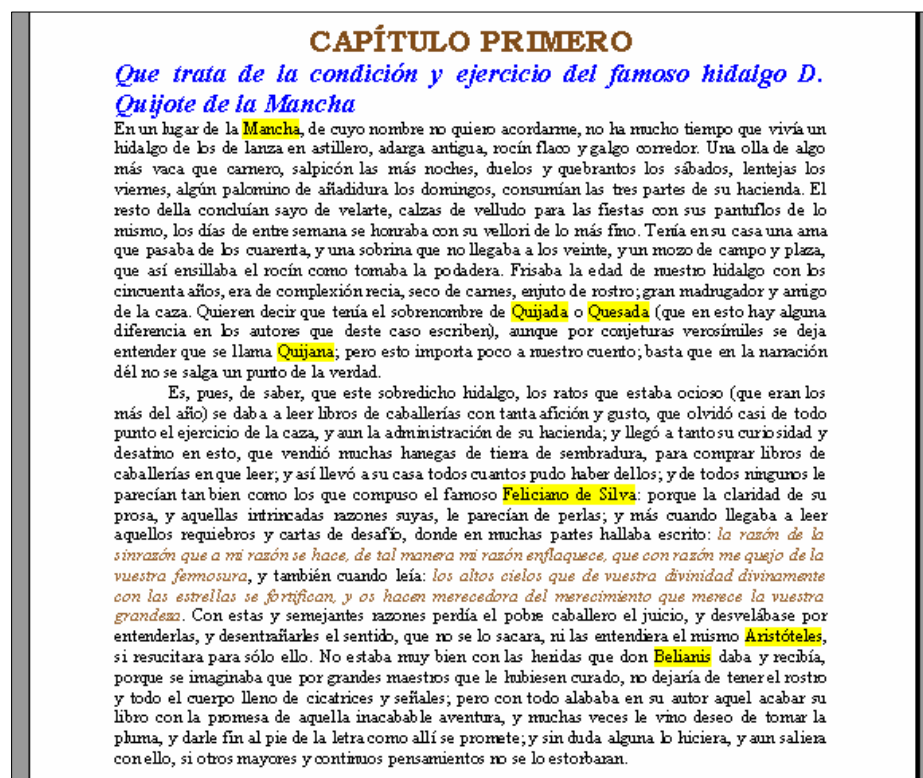 CAPÍTULO PRIMERO
Que trata de la condición y ejercicio del famoso hidalgo D.
Quijote de la Mancha
En un lugar de la Mancha, de cuyo nombre no quiero acordarme, no ha mucho tiempo que vivía un
hidalgo de los de lanza en astillero, adarga antigua, rocín flaco y galgo corredor. Una olla de algo
más vaca que carnero, salpicón las más noches, duelos y quebrantos los sábados, lentejas los
viernes, algún palomino de añadidura los domingos, consumían las tres partes de su hacienda. El
resto della concluían sayo de velarte, calzas de velludo para las fiestas con sus pantuflos de lo
mismo, los días de entre semana se honraba con su vellori de lo más fino. Tenía en su casa una ama
que pasaba de los cuarenta, y una sobrina que no llegaba a los veinte, y un mozo de campo y plaza,
que así ensillaba el rocín como tomaba la podadera. Frisaba la edad de nuestro hidalgo con los
cincuenta años, era de complexión recia, seco de carnes, enjuto de rostro; gran madrugador y amigo
de la caza. Quieren decir que tenía el sobrenombre de Quijada o Quesada (que en esto hay alguna
diferencia en los autores que deste caso escriben), aunque por conjeturas verosímiles se deja
entender que se llama Quijana; pero esto importa poco a nuestro cuento; basta que en la narración
dél no se salga un punto de la verdad.
Es, pues, de saber, que este sobredicho hidalgo, los ratos que estaba ocioso (que eran los
más del año) se daba a leer libros de caballerías con tanta afición y gusto, que olvidó casi de todo
punto el ejercicio de la caza, y aun la administración de su hacienda; y llegó a tanto su curiosidad y
desatino en esto, que vendió muchas hanegas de tierra de sembradura, para comprar libros de
caballerías en que leer; y así llevó a su casa todos cuantos pudo haber dellos; y de todos ningunos le
parecían tan bien como los que compuso el famoso Feliciano de Silva: porque la claridad de su
prosa, y aquellas intrincadas razones suyas, le parecían de perlas; y más cuando llegaba a leer
aquellos requiebros y cartas de desafío, donde en muchas partes hallaba escrito: la razón de la
sinrazón que a mi razón se hace, de tal manera mi razón enflaquece, que con razón me quejo de la
vuestra fermosura, y también cuando leía: los altos cielos que de vuestra divinidad divinamente
con las estrellas se fortifican, y os hacen merecedora del merecimiento que merece la vuestra
grandeza. Con estas y semejantes razones perdía el pobre caballero el juicio, y desvelábase por
entenderlas, y desentrañarles el sentido, que no se lo sacara, ni las entendiera el mismo Aristóteles,
si resucitara para sólo ello. No estaba muy bien con las heridas que don Belianis daba y recibía,
porque se imaginaba que por grandes maestros que le hubiesen curado, no dejaría de tener el rostro
y todo el cuerpo lleno de cicatrices y señales; pero con todo alababa en su autor aquel acabar su
libro con la promesa de aquella inacabable aventura, y muchas veces le vino deseo de tomar la
pluma, y darle fin al pie de la letra como allí se promete; y sin duda alguna lo hiciera, y aun saliera
con ello, si otros mayores y continuos pensamientos no se lo estorbaran.